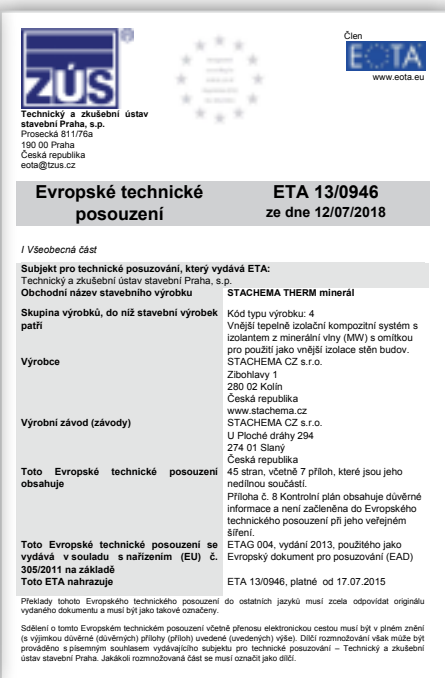 ZÚS
®
Člen
EOTA
www.eota.eu
Technický a zkušební ústav
stavební Praha, s.p.
Prosecká 811/76a
190 00 Praha
Česká republika
eota@tzus.cz
Evropské technické
posouzení
ETA 13/0946
ze dne 12/07/2018
I Všeobecná část
Subjekt pro technické posuzování, který vydává ETA:
Technický a zkušební ústav stavební Praha, s.p.
Obchodní název stavebního výrobku
STACHEMA THERM minerál
Skupina výrobků, do níž stavební výrobek
patří
Kód typu výrobku: 4
Vnější tepelně izolační kompozitní systém s
izolantem z minerální vlny (MW) s omítkou
pro použití jako vnější izolace stěn budov.
Výrobce
STACHEMA CZ s.r.o.
Zibohlavy 1
280 02 Kolín
Česká republika
www.stachema.cz
Výrobní závod (závody)
STACHEMA CZ s.r.o.
U Ploché dráhy 294
274 01 Slaný
Česká republika
Toto Evropské technické posouzení
obsahuje
45 stran, včetně 7 příloh, které jsou jeho
nedílnou součástí.
Příloha č. 8 Kontrolní plán obsahuje důvěrné
informace a není začleněna do Evropského
technického posouzení při jeho veřejném
šíření.
Toto Evropské technické posouzení se
vydává v souladu s nařízením (EU) č.
305/2011 na základě
ETAG 004, vydání 2013, použitého jako
Evropský dokument pro posuzování (EAD)
Toto ETA nahrazuje
ETA 13/0946, platné od 17.07.2015
Překlady tohoto Evropského technického posouzení do ostatních jazyků musí zcela odpovídat originálu
vydaného dokumentu a musí být jako takové označeny.
Sdělení o tomto Evropském technickém posouzení včetně přenosu elektronickou cestou musí být v plném znění
(s výjimkou důvěrné (důvěrných) přílohy (příloh) uvedené (uvedených) výše). Dílčí rozmnožování však může být
prováděno s písemným souhlasem vydávajícího subjektu pro technické posouzení – Technický a zkušební
ústav stavební Praha. Jakákoli rozmnožovaná část se musí označit jako dílčí.